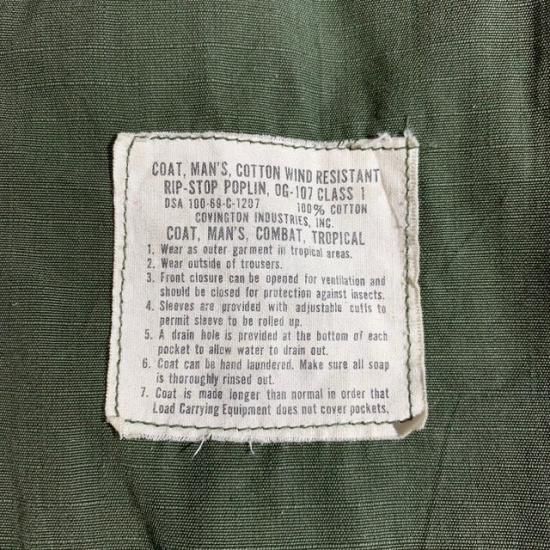 COAT, MAN'S, COTTON WIND RESISTANT
RIP-STOP POPLIN, OG-107 CLASS 1
DSA 100-69-C-1207 100% COTTON
COVINGTON INDUSTRIES, INC.
COAT, MAN'S, COMBAT, TROPICAL
1. Wear as outer garment in tropical areas.
2. Wear outside of trousers.
3. Front closure can be opened for ventilation and
should be closed for protection against insects.
4. Sleeves are provided with adjustable cuffs to
permit sleeve to be rolled up.
5. A drain hole is provided at the bottom of each
pocket to allow water to drain out.
6. Coat can be hand laundered. Make sure all soap
is thoroughly rinsed out.
7. Coat is made longer than normal in order that
Load Carrying Equipment does not cover pockets.